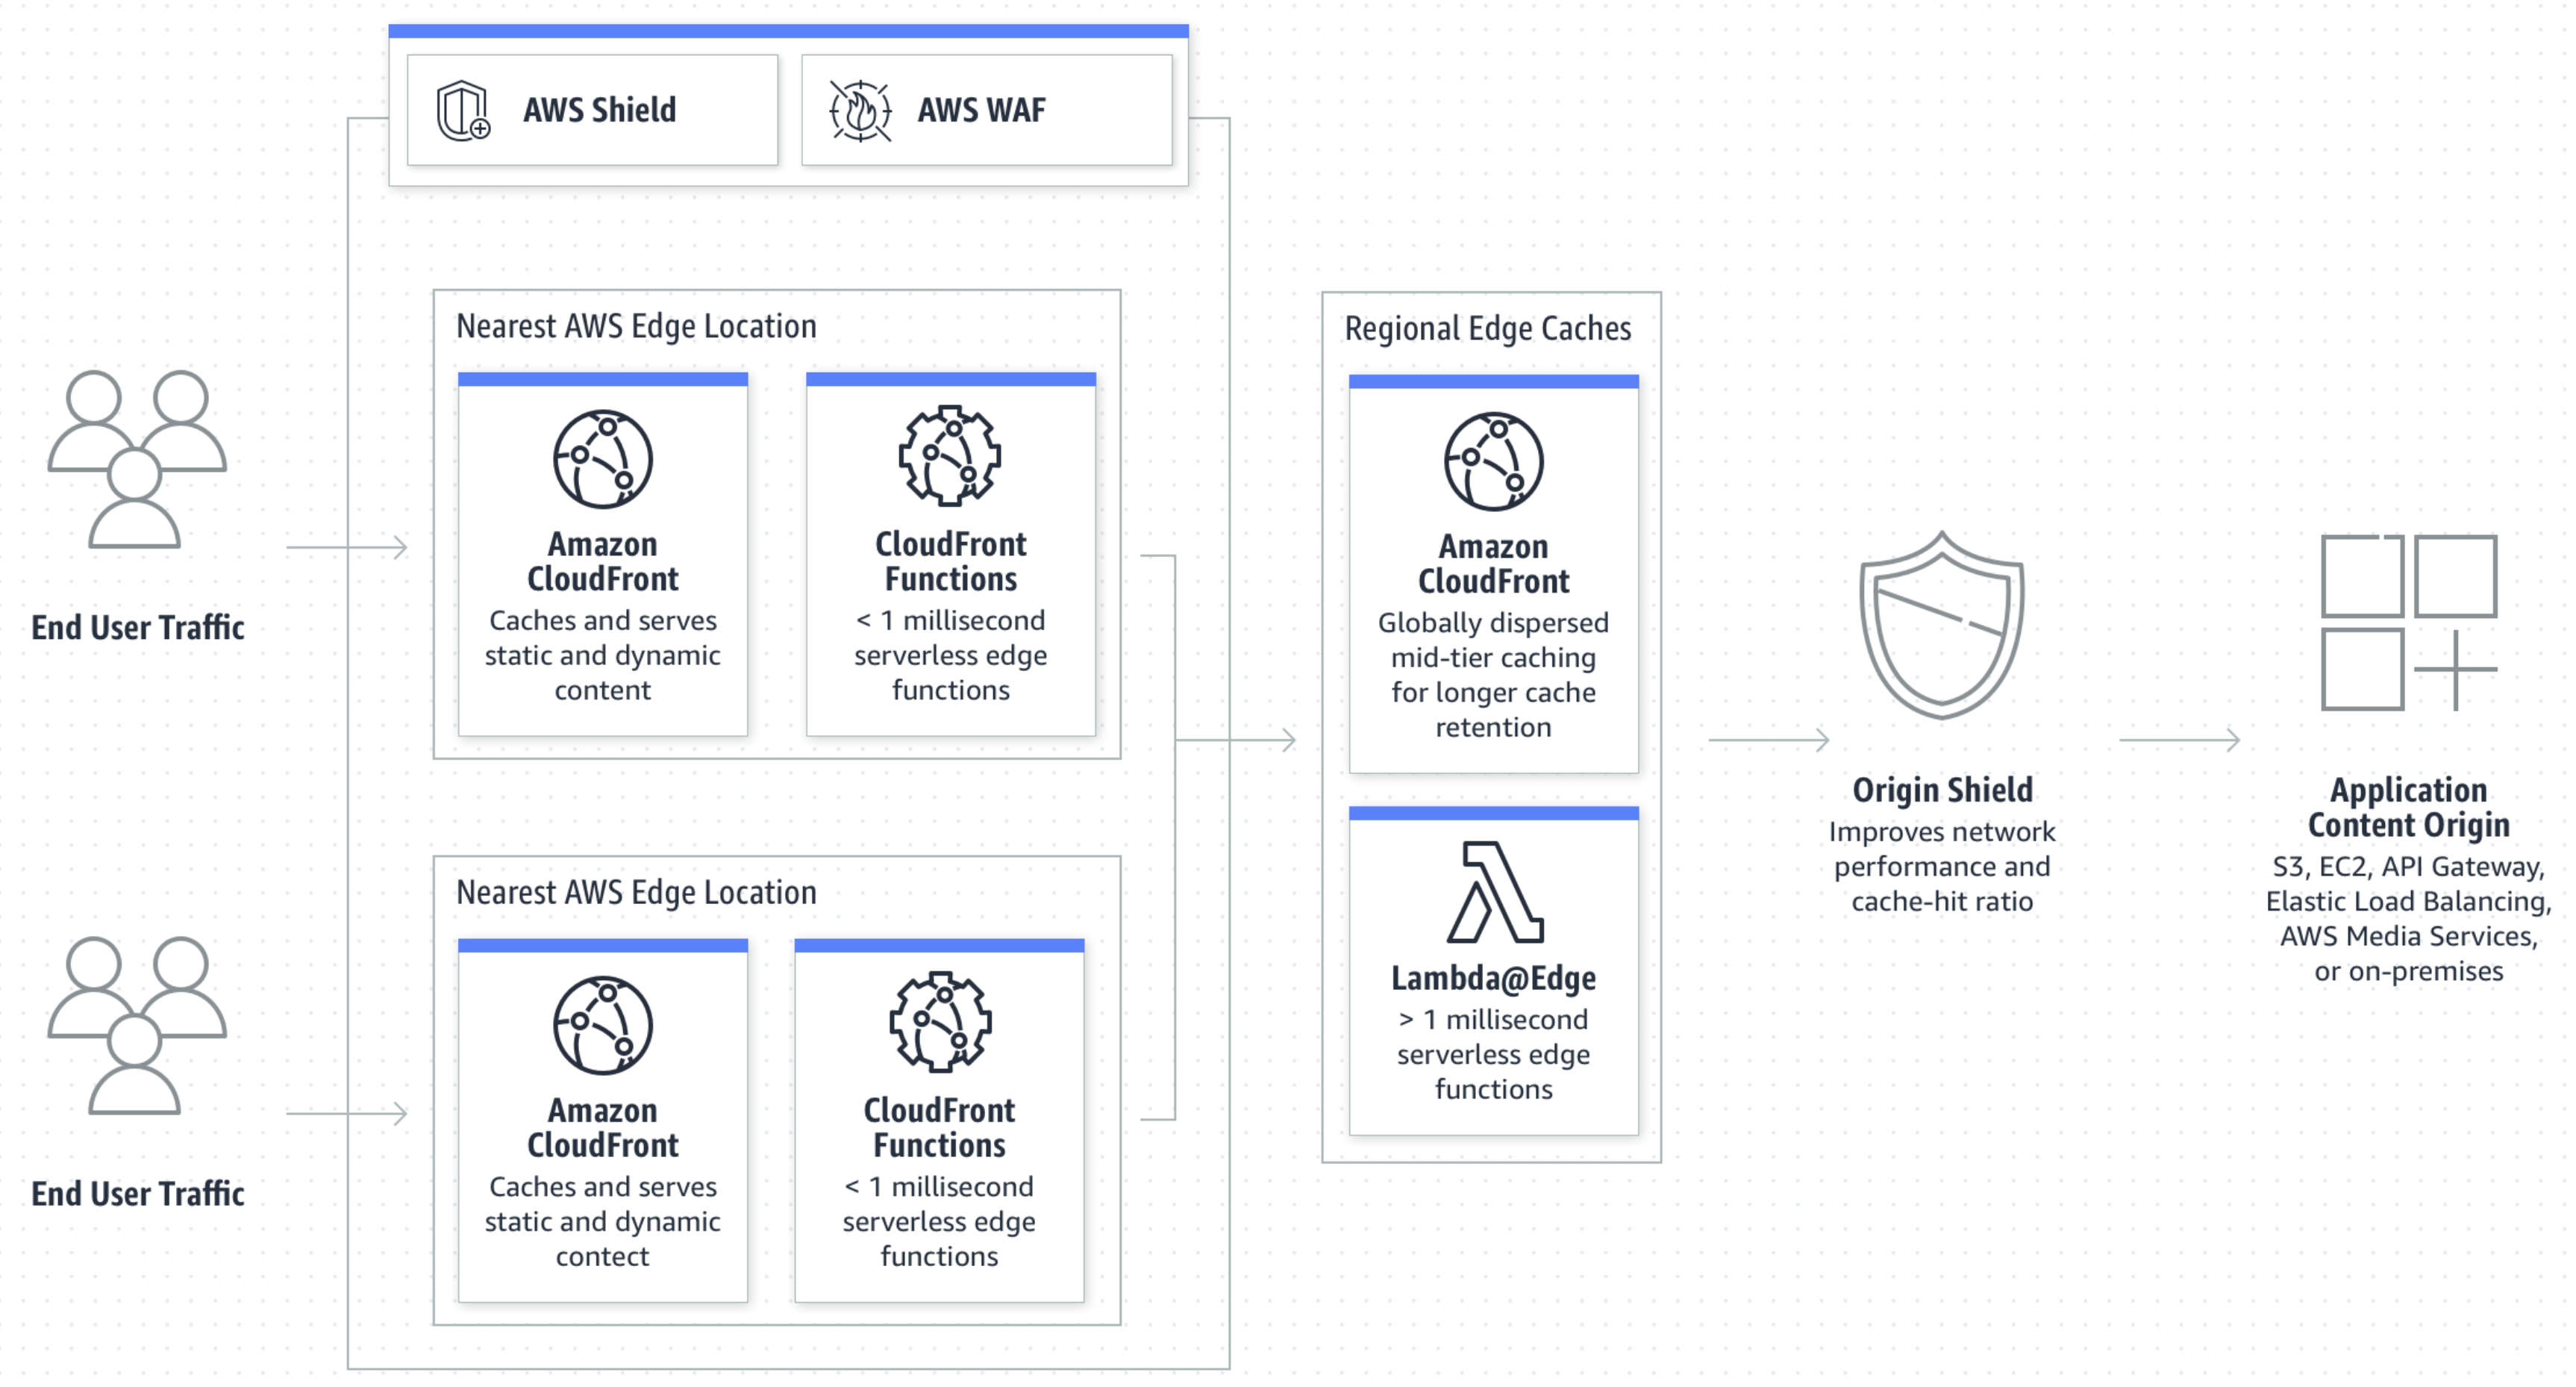 AWS Shield
AWS WAF
Nearest AWS Edge Location
Amazon
CloudFront
Caches and serves
static and dynamic
content
CloudFront
Functions
< 1 millisecond
serverless edge
functions
End User Traffic
Nearest AWS Edge Location
Amazon
CloudFront
Caches and serves
static and dynamic
contect
CloudFront
Functions
< 1 millisecond
serverless edge
functions
End User Traffic
Regional Edge Caches
Amazon
CloudFront
Globally dispersed
mid-tier caching
for longer cache
retention
Lambda@Edge
> 1 millisecond
serverless edge
functions
Origin Shield
Improves network
performance and
cache-hit ratio
Application
Content Origin
S3, EC2, API Gateway,
Elastic Load Balancing,
AWS Media Services,
or on-premises